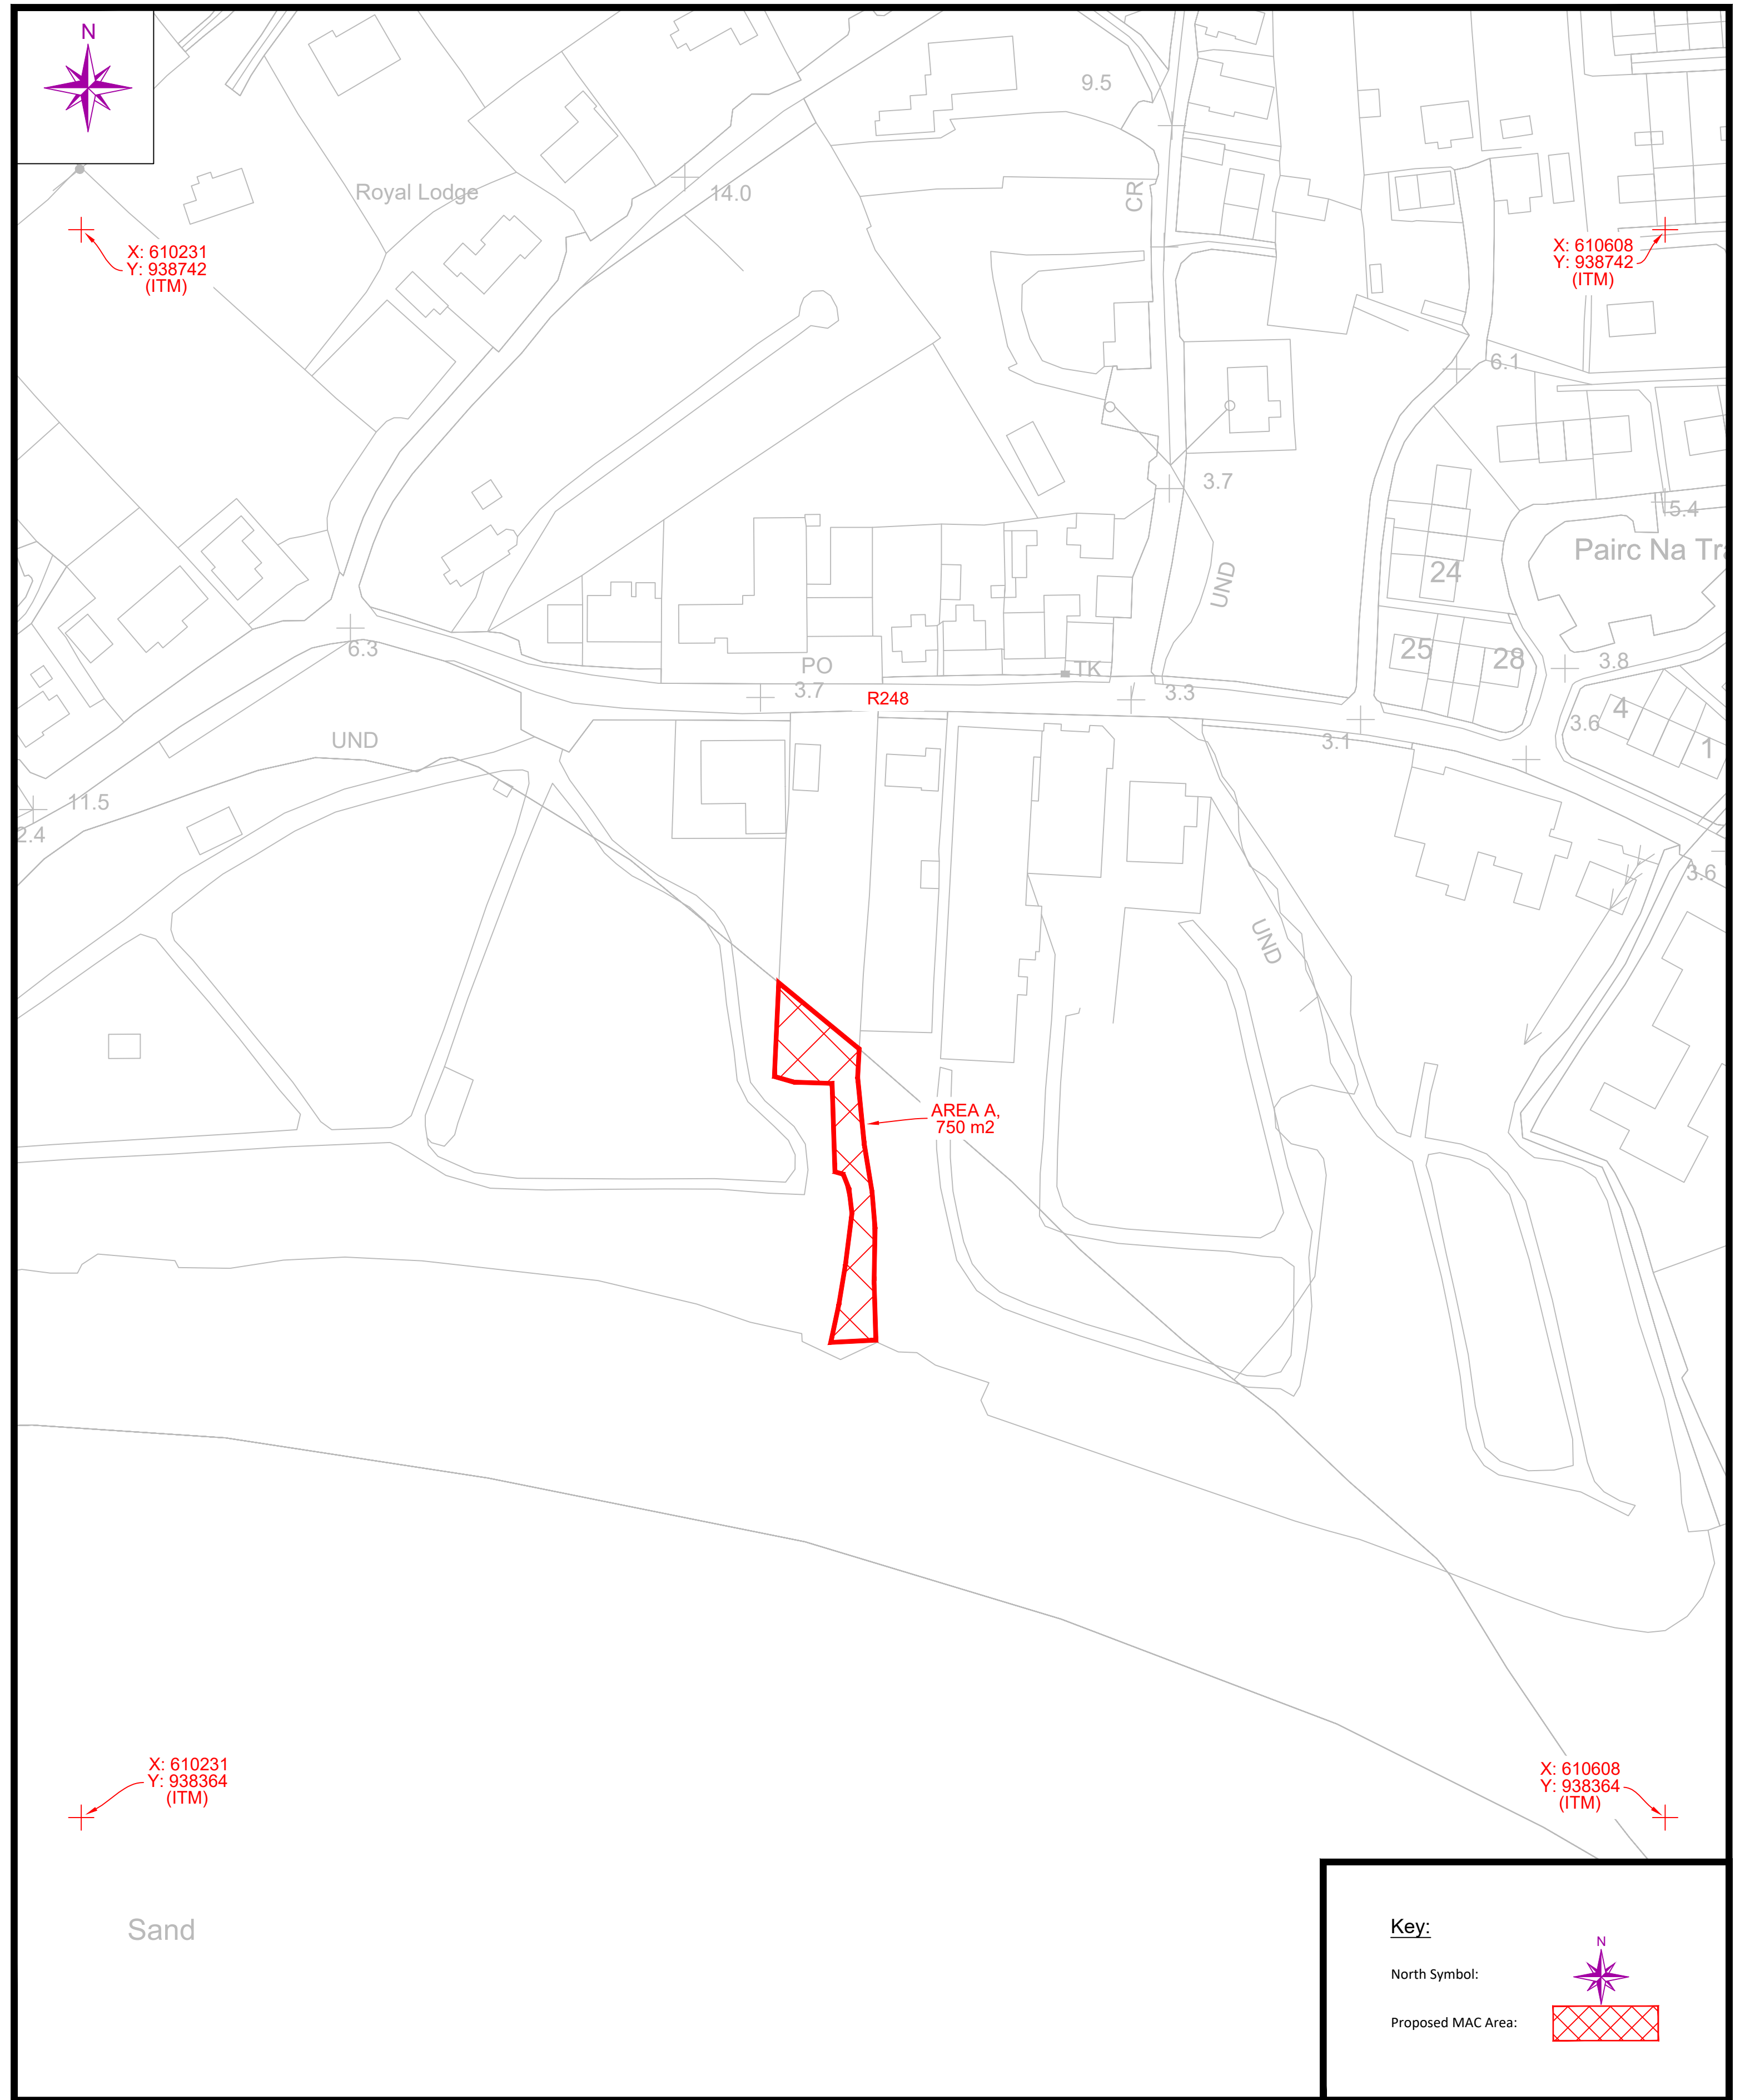 N
9.5
Royal Lodge
14.0
CR
X: 610231
Y: 938742
(ITM)
X: 610608
Y: 938742
(ITM)
6.1
3.7
5.4
Pairc Na Tra
UND
24
6.3
25
28
3.8
PO
TK
3.7
R248
3.3
4
3.6
1
UND
3.1
11.5
2.4
3.6
UND
AREA A,
750 m2
X: 610231
Y: 938364
(ITM)
X: 610608
Y: 938364
(ITM)
Sand
Key:
N
North Symbol:
Proposed MAC Area: